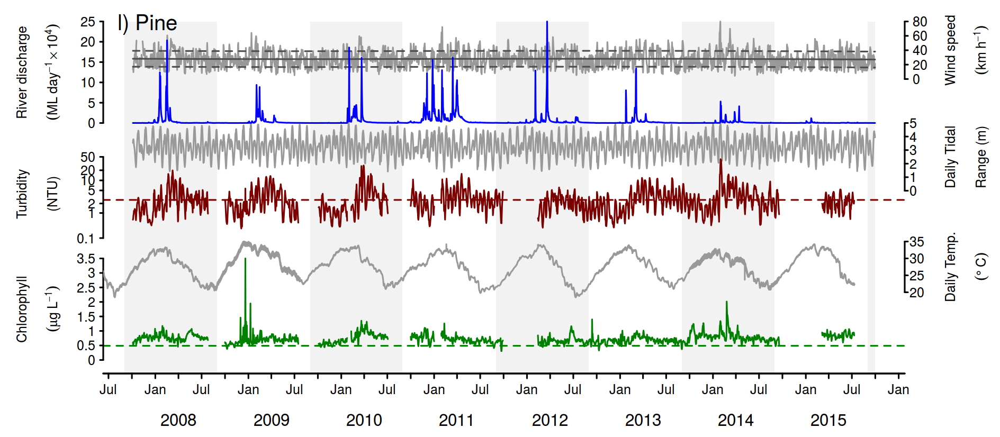 l) Pine
River discharge
(ML day⁻¹ × 10⁴)
25
20
15
10
5
0
Wind speed
(km h⁻¹)
80
60
40
20
0
Daily Tidal
Range (m)
5
4
3
2
1
0
Turbidity
(NTU)
50
20
10
5
2
1
0.1
Daily Temp.
(° C)
35
30
25
20
Chlorophyll
(μg L⁻¹)
3.5
3
2.5
2
1.5
1
0.5
0
Jul Jan Jul Jan Jul Jan Jul Jan Jul Jan Jul Jan Jul Jan Jul Jan Jul Jan
2008 2009 2010 2011 2012 2013 2014 2015